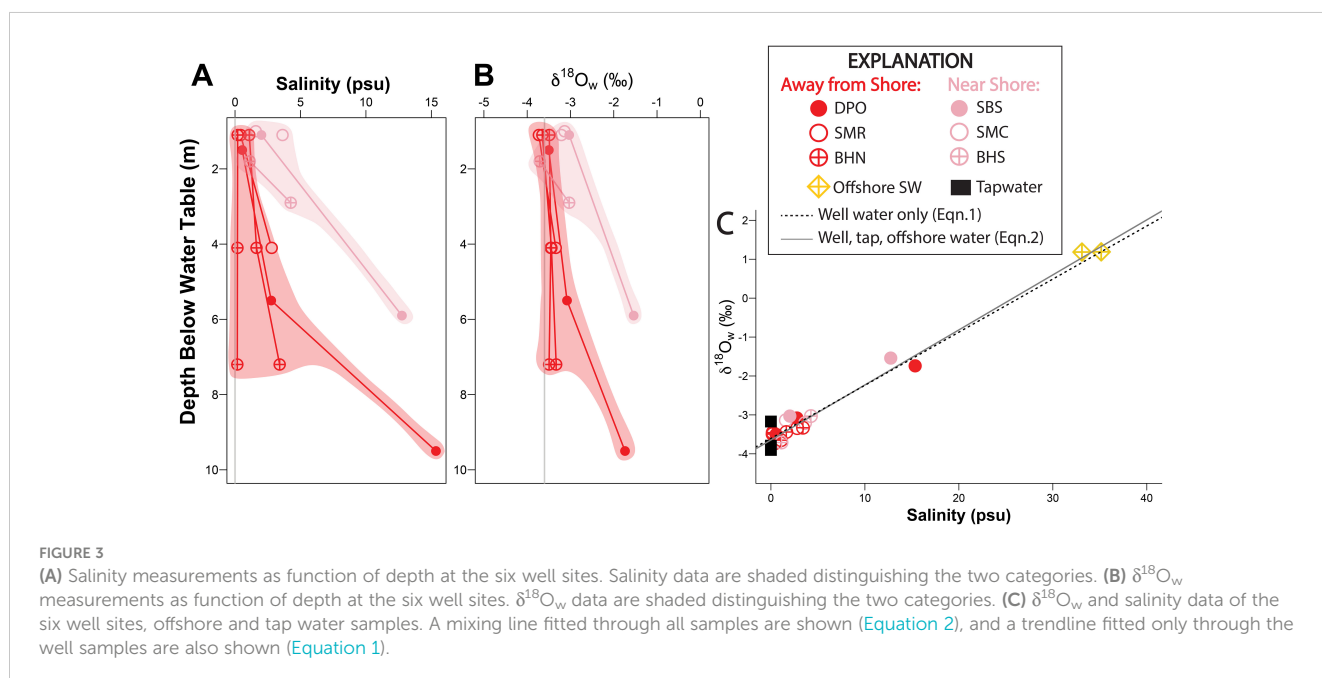 A
Salinity (psu)
0 5 10 15
Depth Below Water Table (m)
2
4
6
8
10
B
δ18Ow (‰)
-5 -4 -3 -2 -1 0
EXPLANATION
Away from Shore: Near Shore:
DPO SBS
SMR SMC
BHN BHS
Offshore SW Tapwater
Well water only (Eqn.1)
Well, tap, offshore water (Eqn.2)
C
δ18Ow (‰)
2
1
0
-1
-2
-3
-4
0 10 20 30 40
Salinity (psu)
FIGURE 3
(A) Salinity measurements as function of depth at the six well sites. Salinity data are shaded distinguishing the two categories. (B) δ18Ow
measurements as function of depth at the six well sites. δ18Ow data are shaded distinguishing the two categories. (C) δ18Ow and salinity data of the
six well sites, offshore and tap water samples. A mixing line fitted through all samples are shown (Equation 2), and a trendline fitted only through the
well samples are also shown (Equation 1).